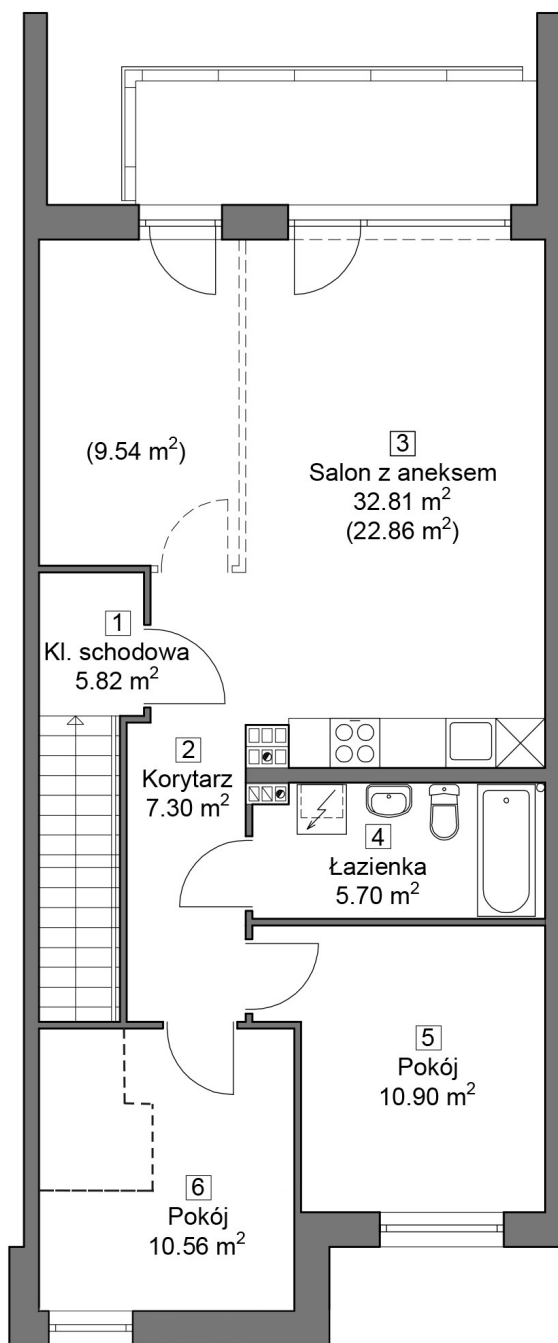 (9.54 m²)
3
Salon z aneksem
32.81 m²
(22.86 m²)
1
Kl. schodowa
5.82 m²
2
Korytarz
7.30 m²
4
Łazienka
5.70 m²
5
Pokój
10.90 m²
6
Pokój
10.56 m²